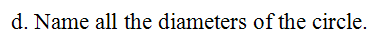 d. Name all the diameters of the circle.